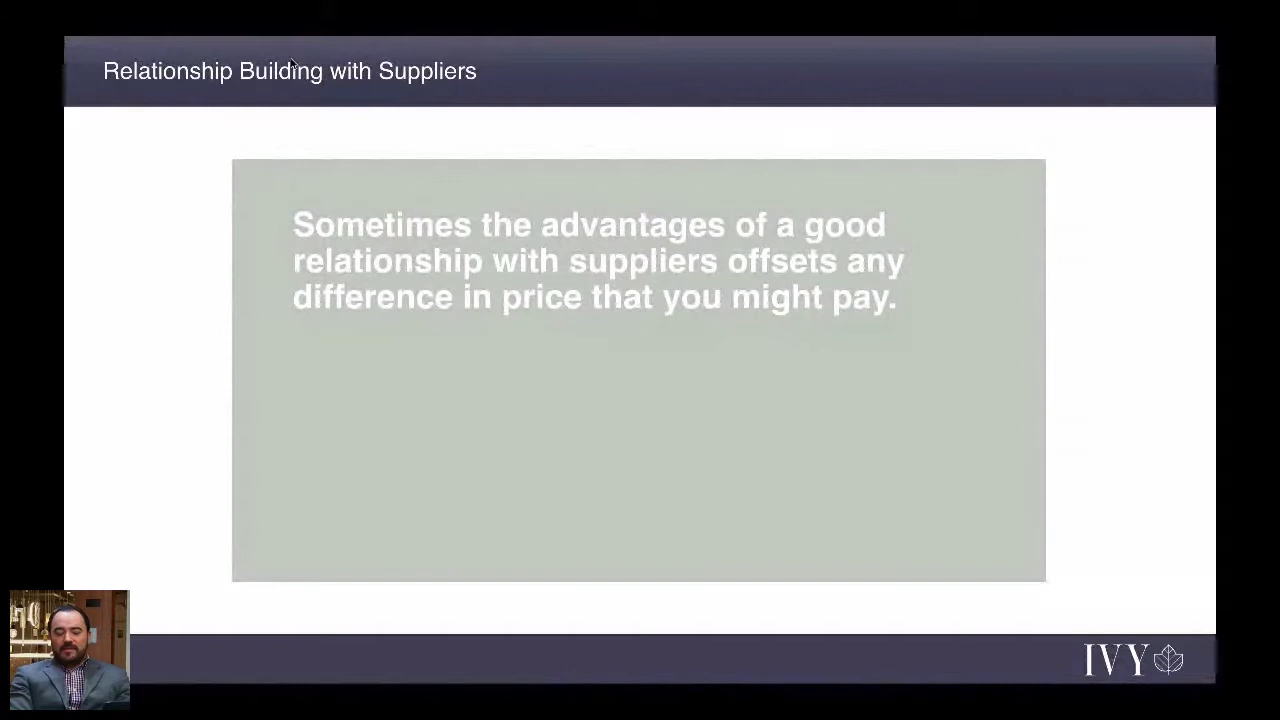 Relationship Building with Suppliers
Sometimes the advantages of a good
relationship with suppliers offsets any
difference in price that you might pay.
IVY